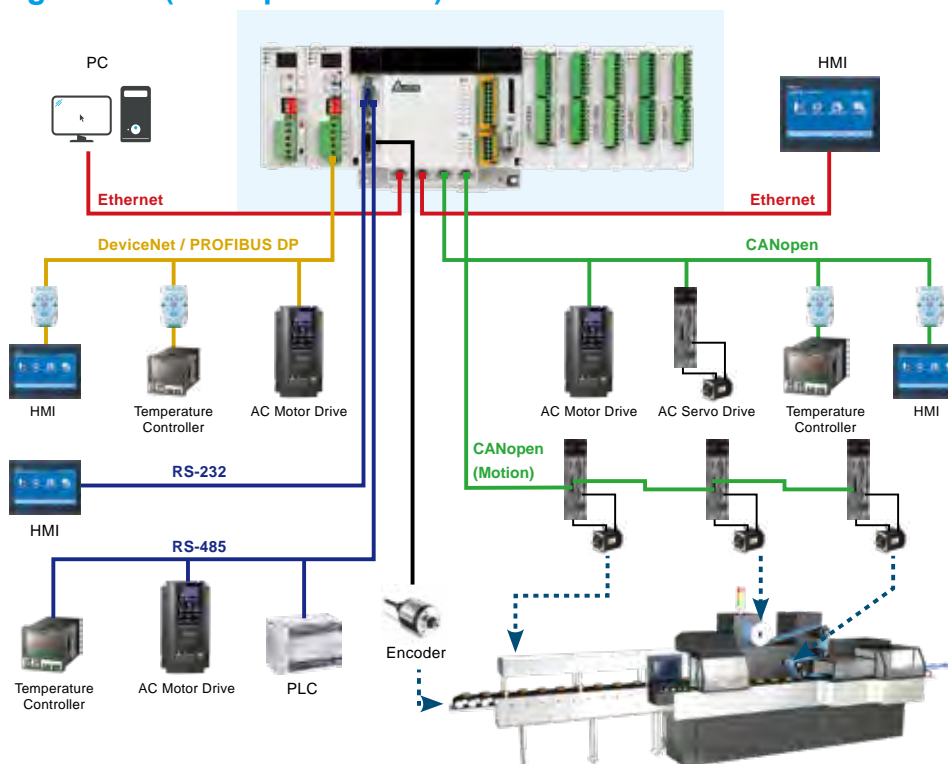 PC
HMI
Ethernet
Ethernet
DeviceNet / PROFIBUS DP
CANopen
HMI
Temperature
Controller
AC Motor Drive
AC Motor Drive
AC Servo Drive
Temperature
Controller
HMI
RS-232
CANopen
(Motion)
HMI
RS-485
Encoder
Temperature
Controller
AC Motor Drive
PLC